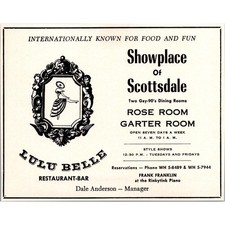 INTERNATIONALLY KNOWN FOR FOOD AND FUN
LULU BELLE
RESTAURANT-BAR
Showplace
Of
Scottsdale
Two Gay-90's Dining Rooms
ROSE ROOM
GARTER ROOM
OPEN SEVEN DAYS A WEEK
11 A. M. TO 1 A. M.
STYLE SHOWS
12:30 P.M. - TUESDAYS AND FRIDAYS
Reservations — Phone WH 5-8489 & WH 5-7944
FRANK FRANKLIN
at the Rinkytink Piano
Dale Anderson — Manager